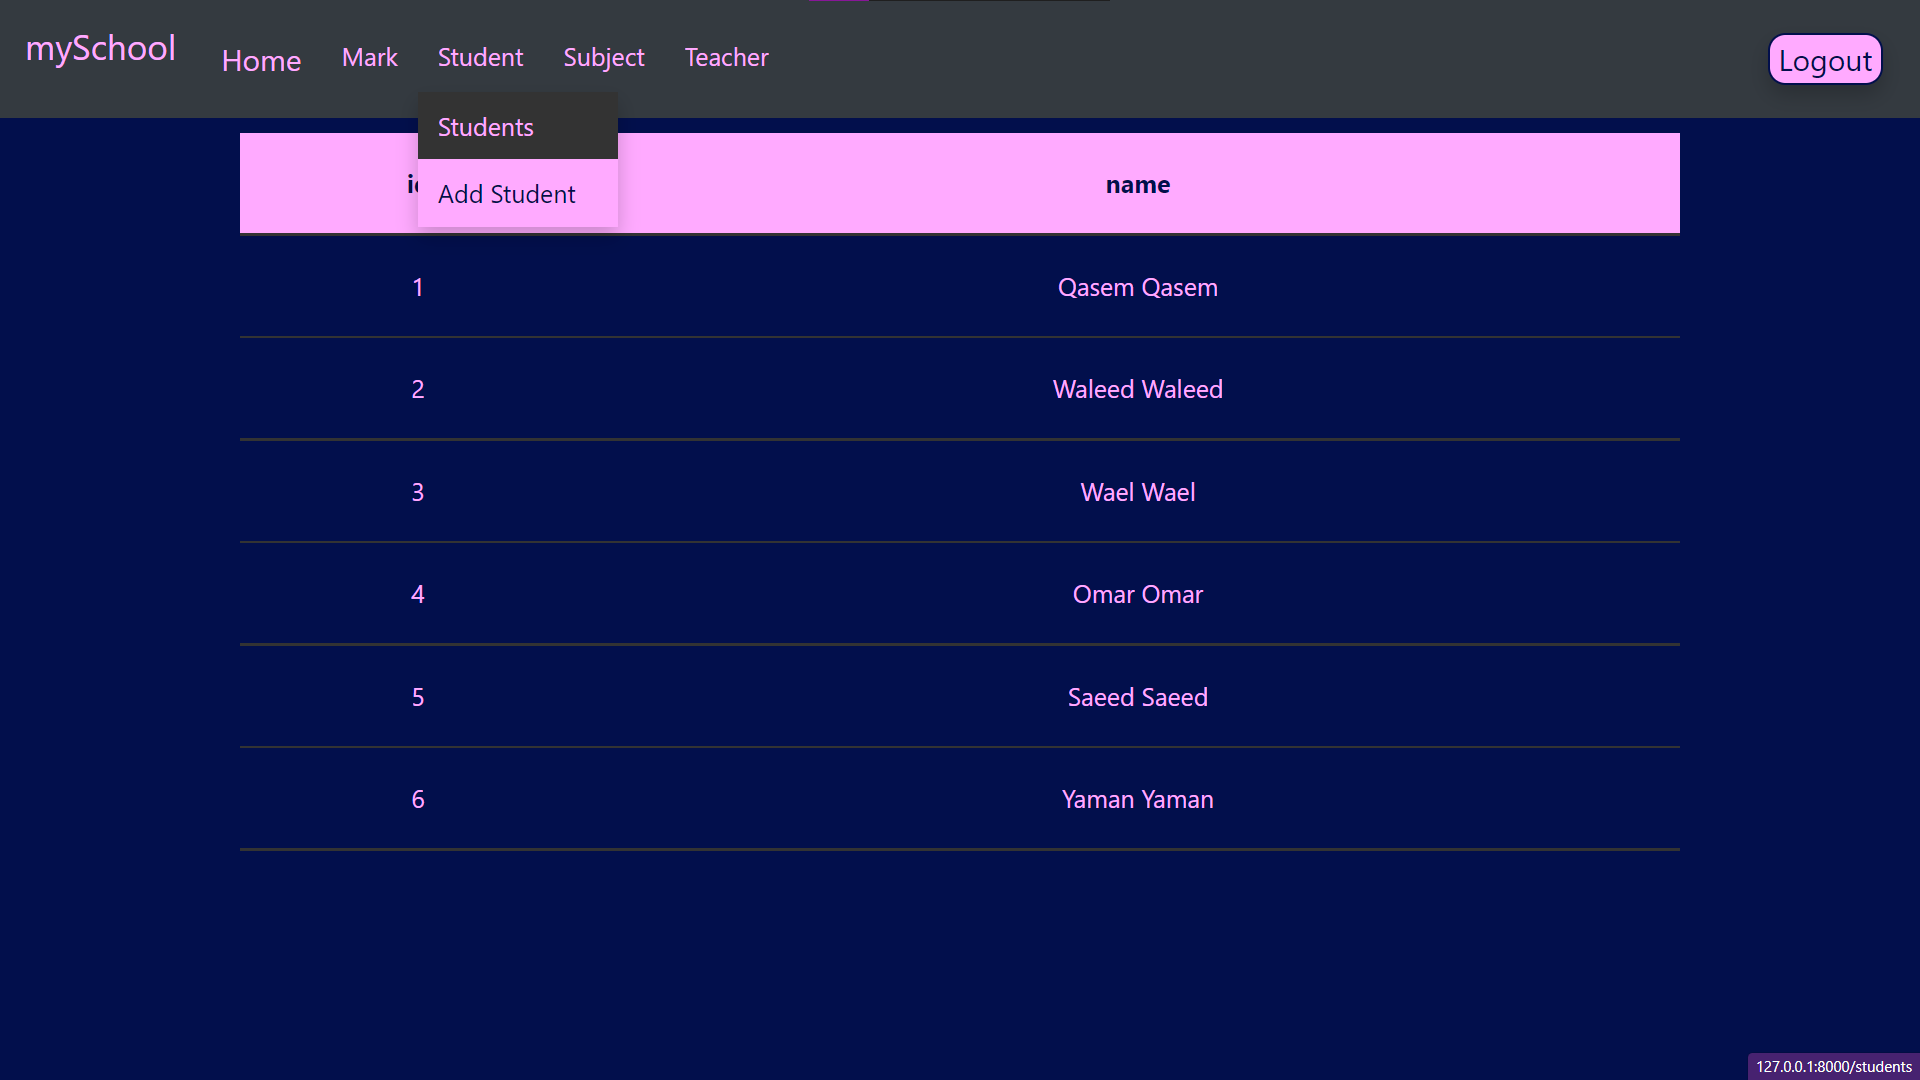 mySchool
Home
Mark
Student
Subject
Teacher
Logout
Students
Add Student
name
1 Qasem Qasem
2 Waleed Waleed
3 Wael Wael
4 Omar Omar
5 Saeed Saeed
6 Yaman Yaman
127.0.0.1:8000/students